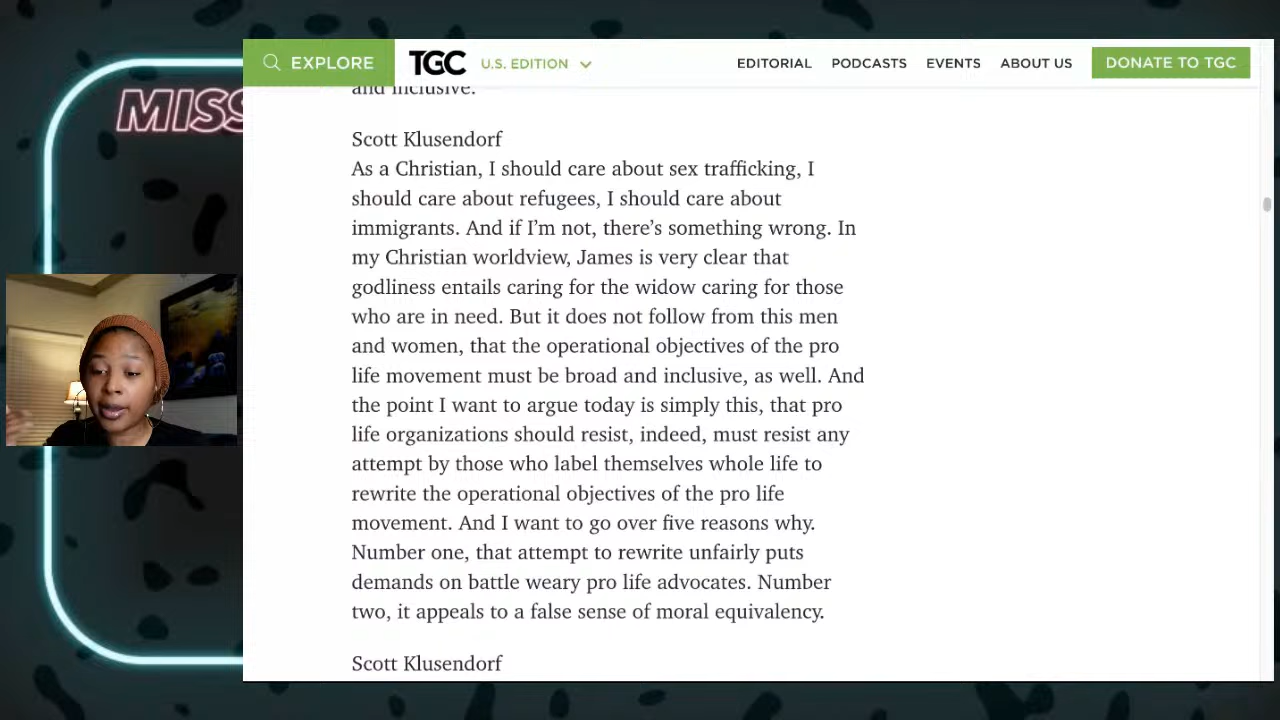 EXPLORE
TGC
U.S. EDITION
EDITORIAL
PODCASTS
EVENTS
ABOUT US
DONATE TO TGC
MISS
and inclusive.
Scott Klusendorf
As a Christian, I should care about sex trafficking, I
should care about refugees, I should care about
immigrants. And if I’m not, there’s something wrong. In
my Christian worldview, James is very clear that
godliness entails caring for the widow caring for those
who are in need. But it does not follow from this men
and women, that the operational objectives of the pro
life movement must be broad and inclusive, as well. And
the point I want to argue today is simply this, that pro
life organizations should resist, indeed, must resist any
attempt by those who label themselves whole life to
rewrite the operational objectives of the pro life
movement. And I want to go over five reasons why.
Number one, that attempt to rewrite unfairly puts
demands on battle weary pro life advocates. Number
two, it appeals to a false sense of moral equivalency.
Scott Klusendorf